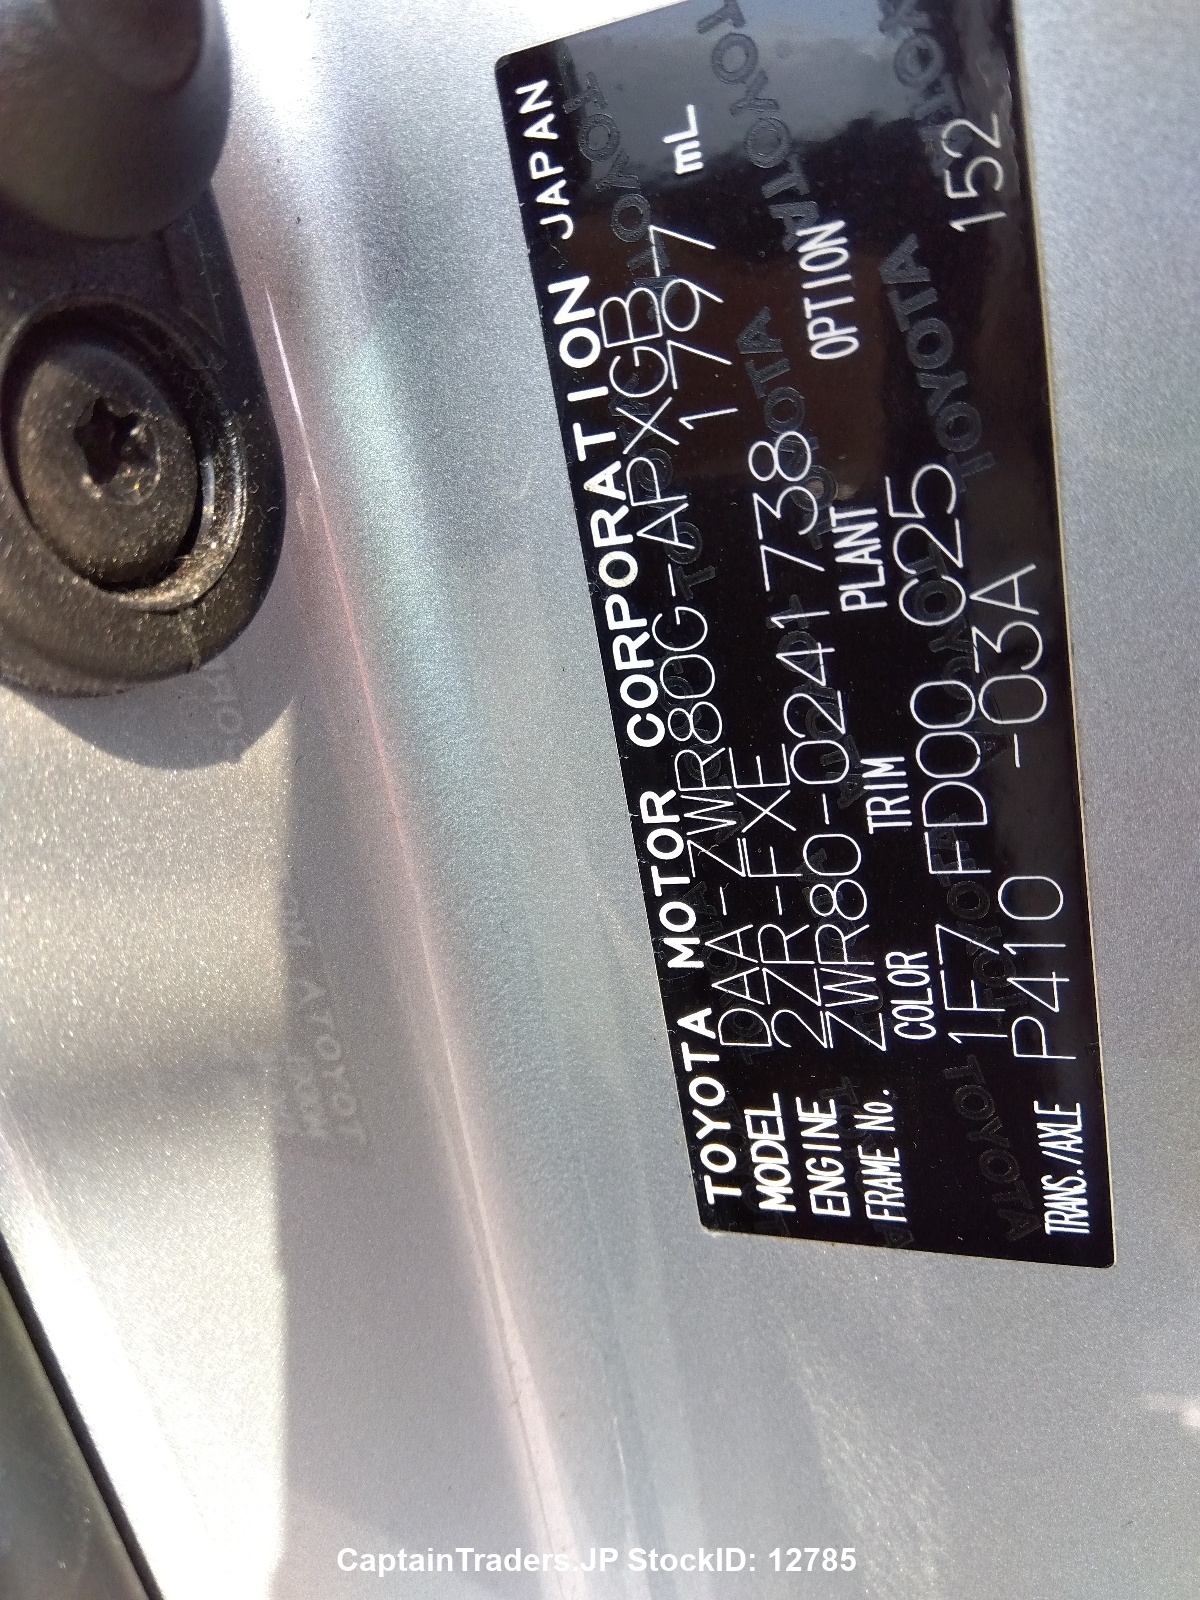 TOYOTA MOTOR CORPORATION JAPAN
MODEL DAA-ZWR80G-APXGB
ENGINE 2ZR-FXE 1797 mL
FRAME No. ZWR80-0241738
COLOR TRIM PLANT OPTION
1F7 FD00 C25 152
TRANS./AXLE P410 -03A
CaptainTraders.JP StockID: 12785